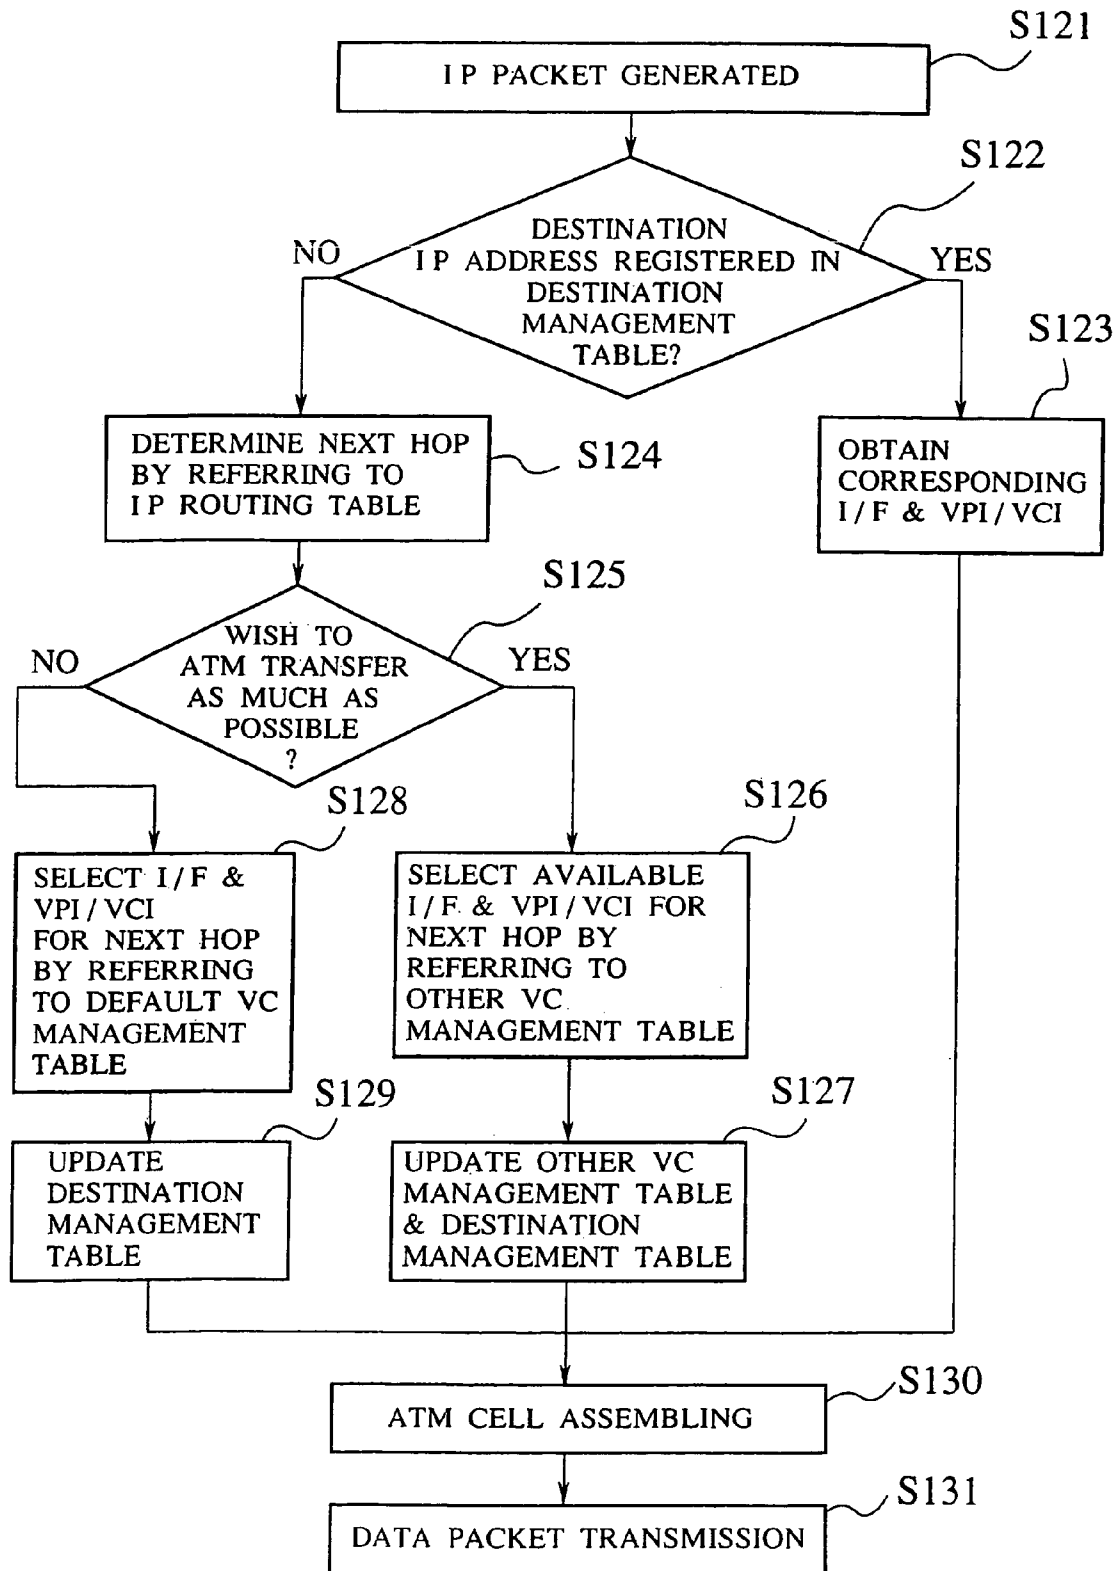 S121
IP PACKET GENERATED
S122
DESTINATION
IP ADDRESS REGISTERED IN
DESTINATION
MANAGEMENT
TABLE?
NO
YES
S123
OBTAIN
CORRESPONDING
I/F & VPI/VCI
DETERMINE NEXT HOP
BY REFERRING TO
IP ROUTING TABLE
S124
S125
WISH TO
ATM TRANSFER
AS MUCH AS
POSSIBLE
?
NO
YES
S128
SELECT I/F &
VPI/VCI
FOR NEXT HOP
BY REFERRING
TO DEFAULT VC
MANAGEMENT
TABLE
S126
SELECT AVAILABLE
I/F & VPI/VCI FOR
NEXT HOP BY
REFERRING TO
OTHER VC
MANAGEMENT TABLE
S129
UPDATE
DESTINATION
MANAGEMENT
TABLE
S127
UPDATE OTHER VC
MANAGEMENT TABLE
& DESTINATION
MANAGEMENT TABLE
S130
ATM CELL ASSEMBLING
S131
DATA PACKET TRANSMISSION